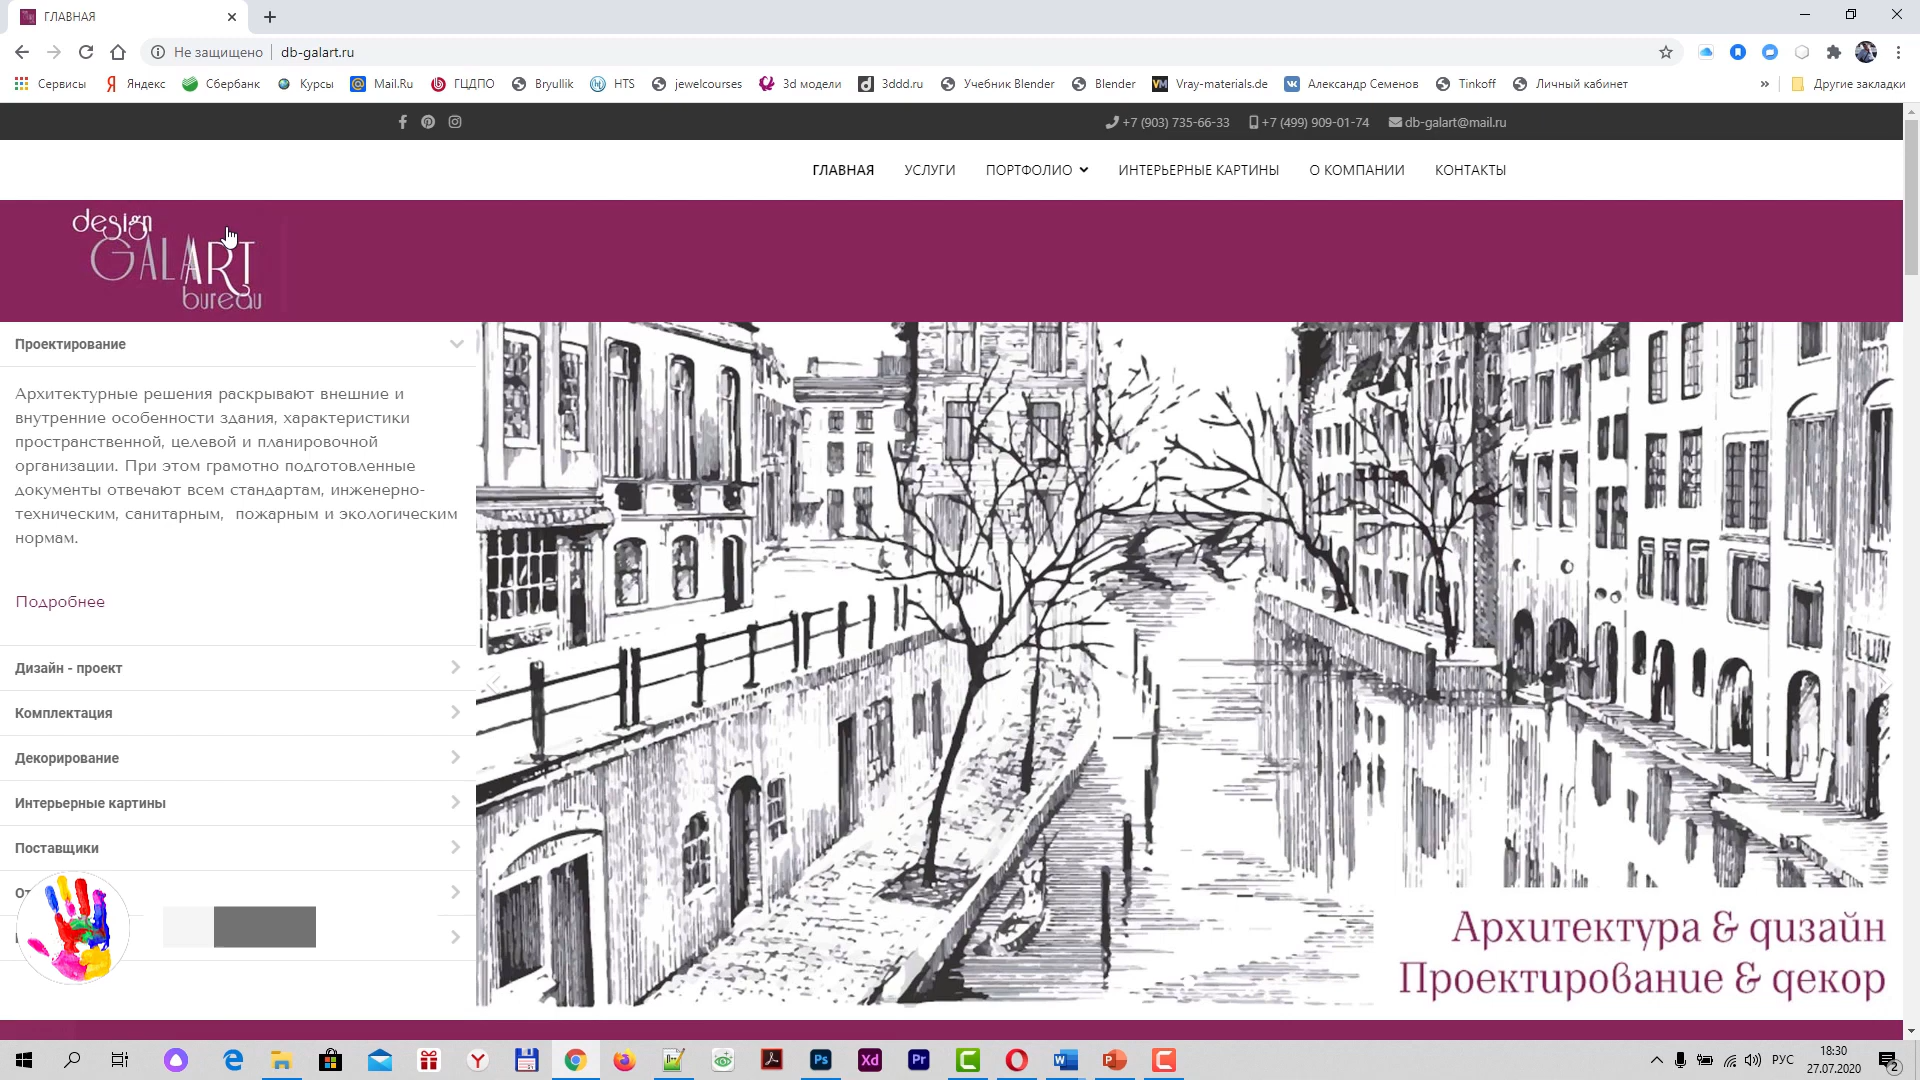 ГЛАВНАЯ
Не защищено
db-galart.ru
Сервисы
Яндекс
Сбербанк
Курсы
Mail.Ru
ГЦДПО
Bryullik
HTS
jewelcourses
3d модели
3ddd.ru
Учебник Blender
Blender
Vray-materials.de
Александр Семенов
Tinkoff
Личный кабинет
»
Другие закладки
+7 (903) 735-66-33
+7 (499) 909-01-74
db-galart@mail.ru
ГЛАВНАЯ
УСЛУГИ
ПОРТФОЛИО
ИНТЕРЬЕРНЫЕ КАРТИНЫ
О КОМПАНИИ
КОНТАКТЫ
design
GALART
bureau
Проектирование
Архитектурные решения раскрывают внешние и
внутренние особенности здания, характеристики
пространственной, целевой и планировочной
организации. При этом грамотно подготовленные
документы отвечают всем стандартам, инженерно-
техническим, санитарным, пожарным и экологическим
нормам.
Подробнее
Дизайн - проект
Комплектация
Декорирование
Интерьерные картины
Поставщики
Архитектура & дизайн
Проектирование & декор
РУС
18:30
27.07.2020
2